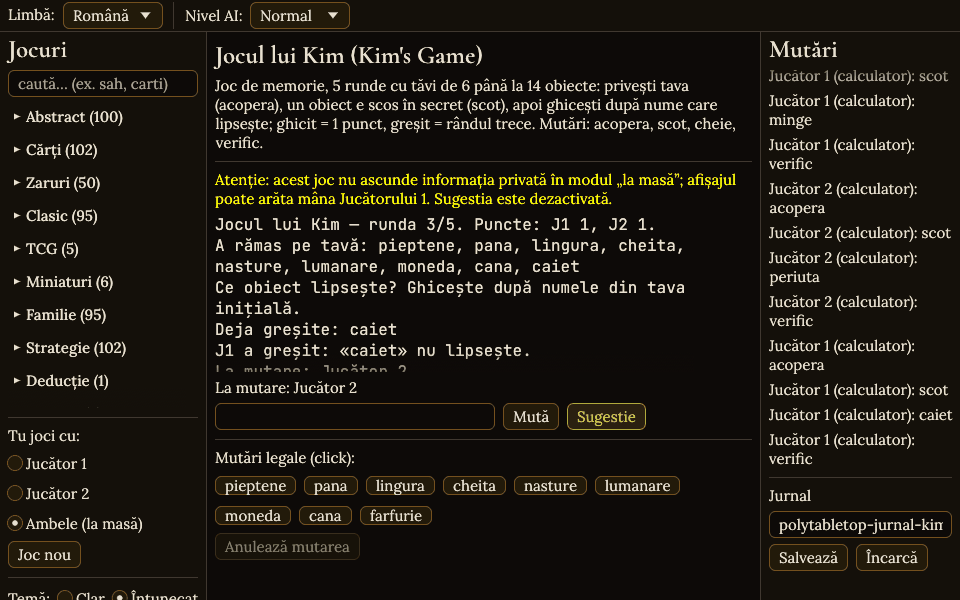 Limbă: Română ▼ Nivel AI: Normal ▼
Jocuri
caută... (ex. sah, carti)
▸ Abstract (100)
▸ Cărți (102)
▸ Zaruri (50)
▸ Clasic (95)
▸ TCG (5)
▸ Miniaturi (6)
▸ Familie (95)
▸ Strategie (102)
▸ Deducție (1)
Tu joci cu:
Jucător 1
Jucător 2
Ambele (la masă)
Joc nou
Temă: Clar Întunecat
Jocul lui Kim (Kim's Game)
Joc de memorie, 5 runde cu tăvi de 6 până la 14 obiecte: privești tava
(acopera), un obiect e scos în secret (scot), apoi ghicești după nume care
lipsește; ghicit = 1 punct, greșit = rândul trece. Mutări: acopera, scot, cheie,
verific.
Atenție: acest joc nu ascunde informația privată în modul „la masă”; afișajul
poate arăta mâna Jucătorului 1. Sugestia este dezactivată.
Jocul lui Kim — runda 3/5. Puncte: J1 1, J2 1.
A rămas pe tavă: pieptene, pana, lingura, cheita,
nasture, lumanare, moneda, cana, caiet
Ce obiect lipsește? Ghicește după numele din tava
inițială.
Deja greșite: caiet
J1 a greșit: «caiet» nu lipsește.
La mutare: Jucător 2
La mutare: Jucător 2
Mută Sugestie
Mutări legale (click):
pieptene pana lingura cheita nasture lumanare
moneda cana farfurie
Anulează mutarea
Mutări
Jucător 1 (calculator): scot
Jucător 1 (calculator):
minge
Jucător 1 (calculator):
verific
Jucător 2 (calculator):
acopera
Jucător 2 (calculator): scot
Jucător 2 (calculator):
periuta
Jucător 2 (calculator):
verific
Jucător 1 (calculator):
acopera
Jucător 1 (calculator): scot
Jucător 1 (calculator): caiet
Jucător 1 (calculator):
verific
Jurnal
polytabletop-jurnal-kim
Salvează Încarcă